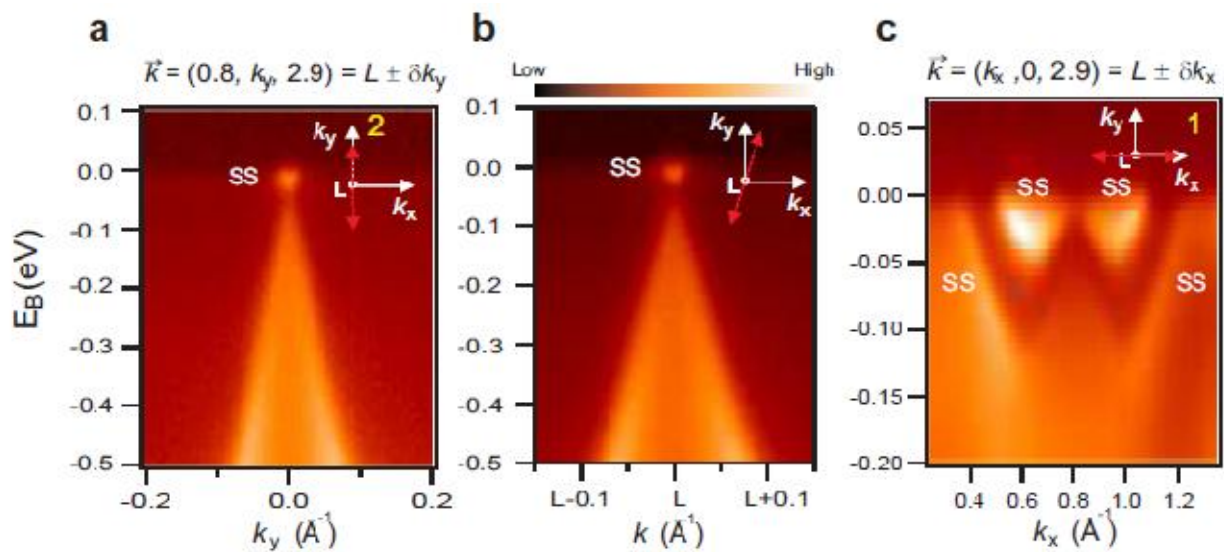 a
k⃗ = (0.8, ky, 2.9) = L ± δky
0.1
0.0
-0.1
-0.2
-0.3
-0.4
-0.5
EB (eV)
-0.2
0.0
0.2
ky (Å⁻¹)
2
ky
SS
L
kx
b
Low
High
0.1
0.0
-0.1
-0.2
-0.3
-0.4
-0.5
L-0.1
L
L+0.1
k (Å⁻¹)
ky
SS
L
kx
c
k⃗ = (kx ,0, 2.9) = L ± δkx
0.05
0.00
-0.05
-0.10
-0.15
-0.20
0.4
0.6
0.8
1.0
1.2
kx (Å⁻¹)
1
ky
L
kx
SS
SS
SS
SS